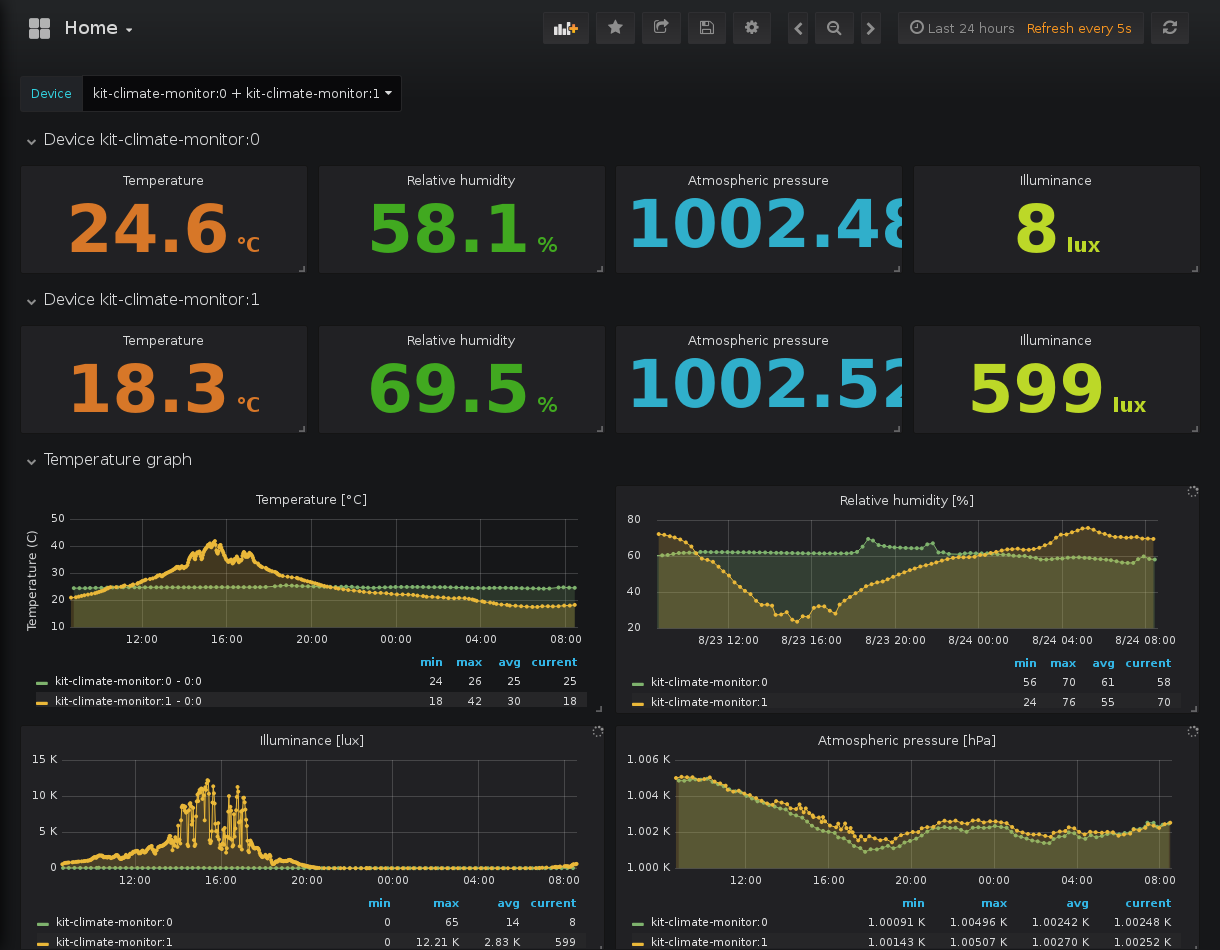 Home
Last 24 hours Refresh every 5s
Device kit-climate-monitor:0 + kit-climate-monitor:1
Device kit-climate-monitor:0
Temperature Relative humidity Atmospheric pressure Illuminance
24.6 °C 58.1 % 1002.48 8 lux
Device kit-climate-monitor:1
Temperature Relative humidity Atmospheric pressure Illuminance
18.3 °C 69.5 % 1002.52 599 lux
Temperature graph
Temperature [°C]
Temperature (C)
50
40
30
20
10
12:00 16:00 20:00 00:00 04:00 08:00
min max avg current
kit-climate-monitor:0 - 0:0 24 26 25 25
kit-climate-monitor:1 - 0:0 18 42 30 18
Relative humidity [%]
80
60
40
20
8/23 12:00 8/23 16:00 8/23 20:00 8/24 00:00 8/24 04:00 8/24 08:00
min max avg current
kit-climate-monitor:0 56 70 61 58
kit-climate-monitor:1 24 76 55 70
Illuminance [lux]
15 K
10 K
5 K
0
12:00 16:00 20:00 00:00 04:00 08:00
min max avg current
kit-climate-monitor:0 0 65 14 8
kit-climate-monitor:1 0 12.21 K 2.83 K 599
Atmospheric pressure [hPa]
1.006 K
1.004 K
1.002 K
1.000 K
12:00 16:00 20:00 00:00 04:00 08:00
min max avg current
kit-climate-monitor:0 1.00091 K 1.00496 K 1.00242 K 1.00248 K
kit-climate-monitor:1 1.00143 K 1.00507 K 1.00270 K 1.00252 K